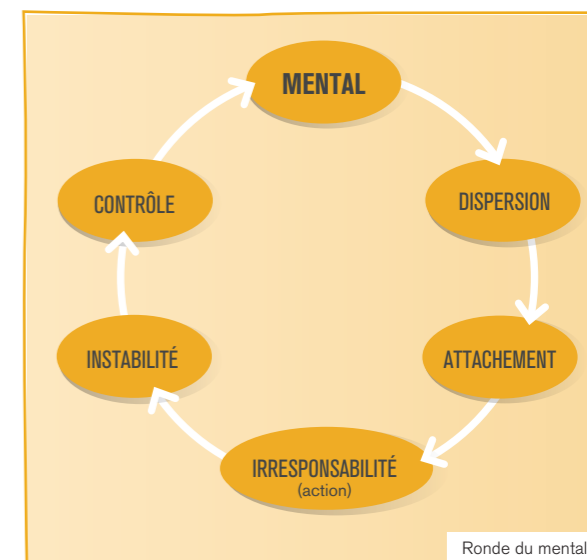 MENTAL
DISPERSION
ATTACHEMENT
IRRESPONSABILITÉ
(action)
INSTABILITÉ
CONTRÔLE
Ronde du mental